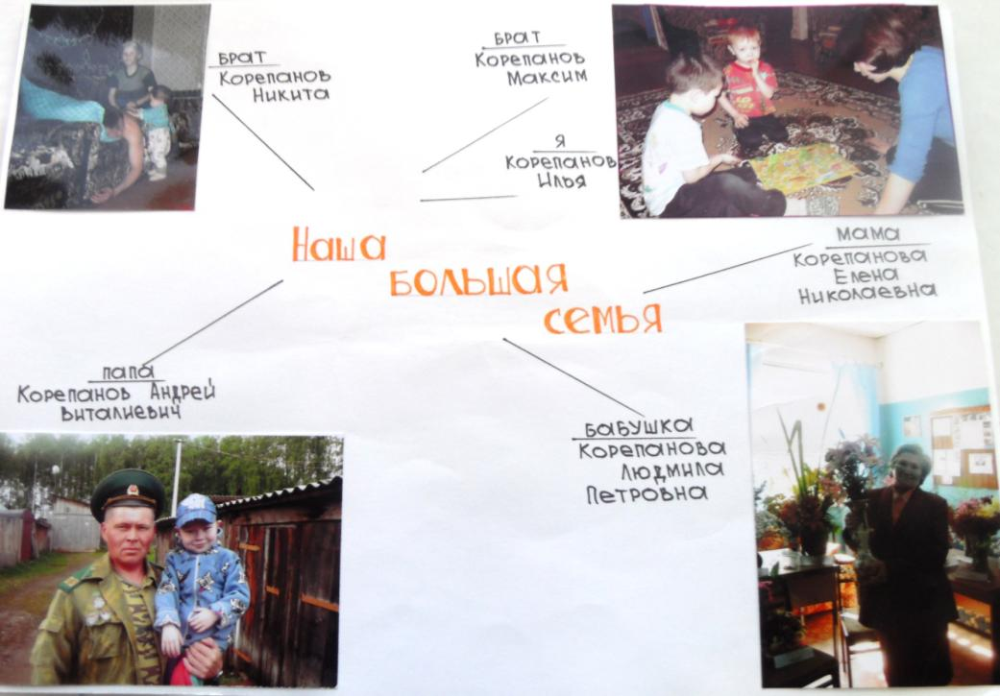 БРАТ
Корепанов
Никита
БРАТ
Корепанов
Максим
Я
Корепанов
Илья
Наша
большая
семья
мама
Корепанова
Елена
Николаевна
папа
Корепанов Андрей
Виталиевич
БАБУШКА
Корепанова
Людмила
Петровна